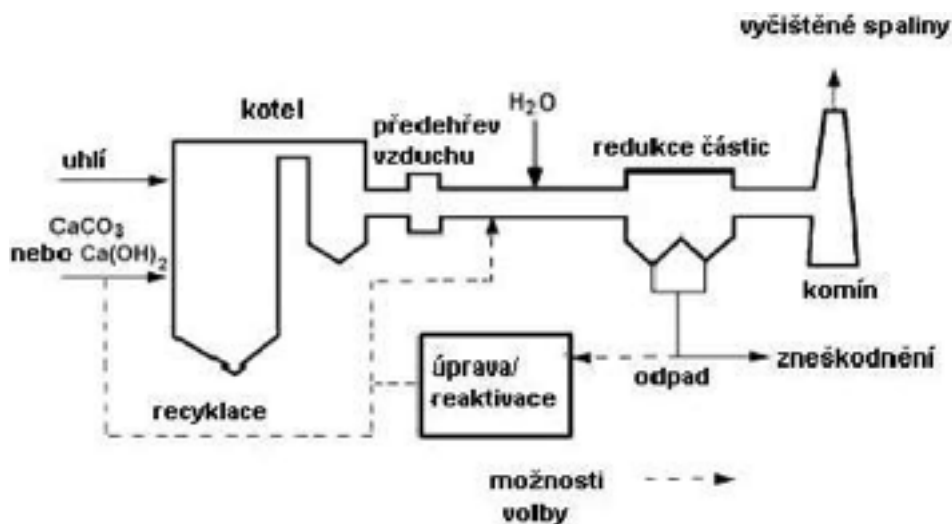 vyčištěné spaliny
kotel
H₂O
předehřev
vzduchu
redukce částic
uhlí
CaCO₃
nebo Ca(OH)₂
komín
úprava/
reaktivace
odpad
zneškodnění
recyklace
možnosti
volby